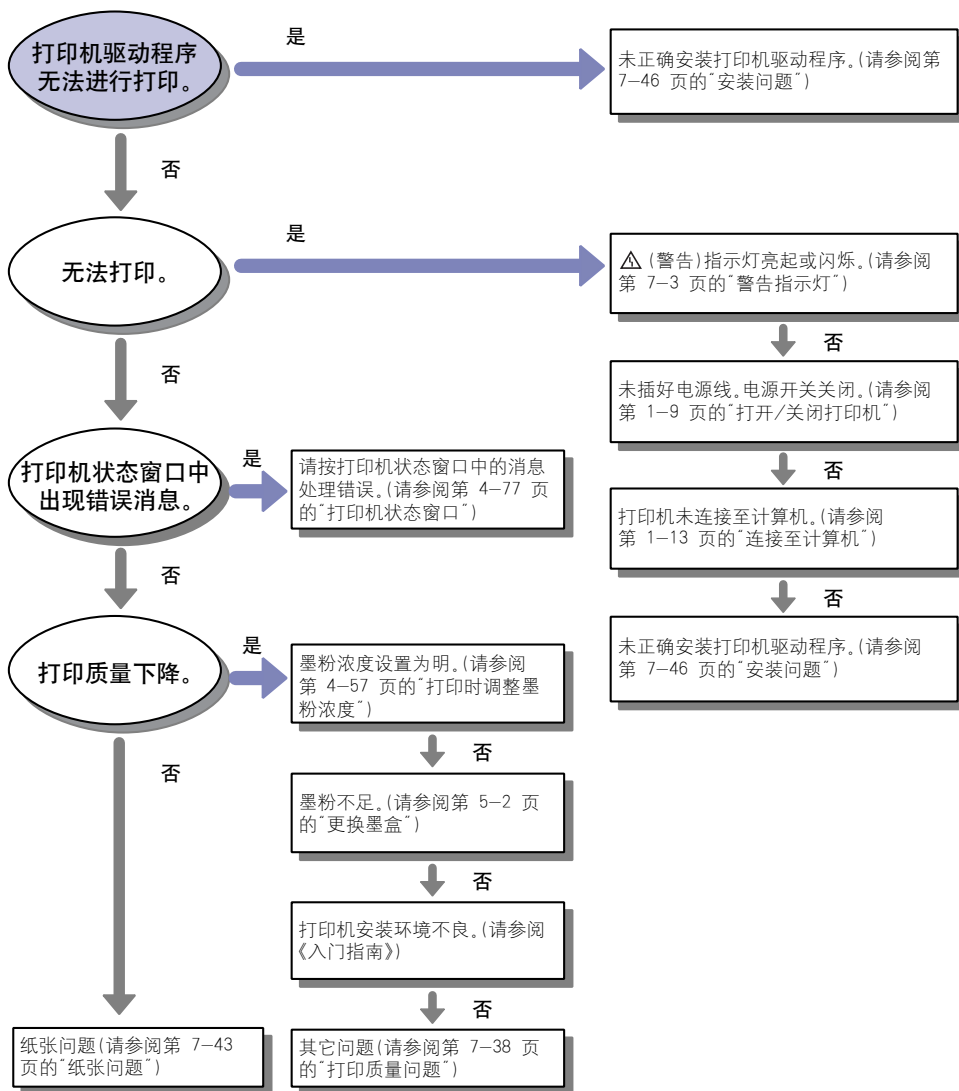 打印机驱动程序
无法进行打印。
是
未正确安装打印机驱动程序。(请参阅第
7-46 页的“安装问题”)
否
无法打印。
是
(警告)指示灯亮起或闪烁。(请参阅
第 7-3 页的“警告指示灯”)
否
未插好电源线。电源开关关闭。(请参阅
第 1-9 页的“打开/关闭打印机”)
否
打印机未连接至计算机。(请参阅
第 1-13 页的“连接至计算机”)
否
未正确安装打印机驱动程序。(请参阅
第 7-46 页的“安装问题”)
否
打印机状态窗口中
出现错误消息。
是
请按打印机状态窗口中的消息
处理错误。(请参阅第 4-77 页
的“打印机状态窗口”)
否
打印质量下降。
是
墨粉浓度设置为明。(请参阅
第 4-57 页的“打印时调整墨
粉浓度”)
否
墨粉不足。(请参阅第 5-2 页
的“更换墨盒”)
否
打印机安装环境不良。(请参阅
《入门指南》)
否
其它问题(请参阅第 7-38 页
的“打印质量问题”)
否
纸张问题(请参阅第 7-43
页的“纸张问题”)